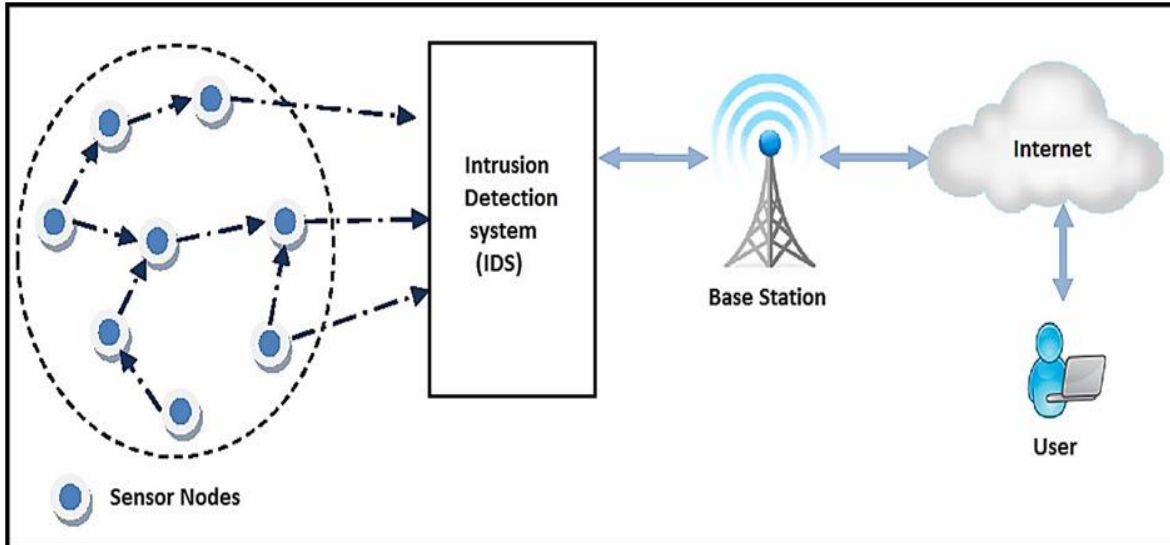 Intrusion
Detection
system
(IDS)
Base Station
Internet
User
Sensor Nodes